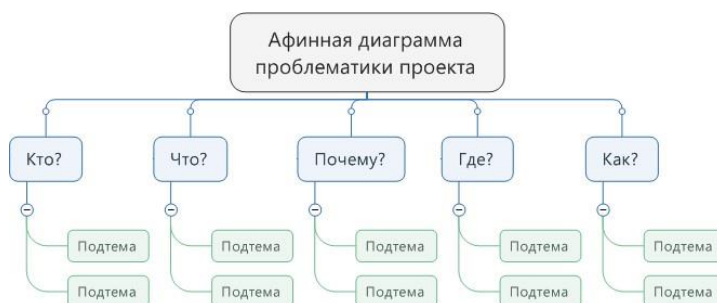 Афинная диаграмма
проблематики проекта
Кто?
Что?
Почему?
Где?
Как?
Подтема
Подтема
Подтема
Подтема
Подтема
Подтема
Подтема
Подтема
Подтема
Подтема